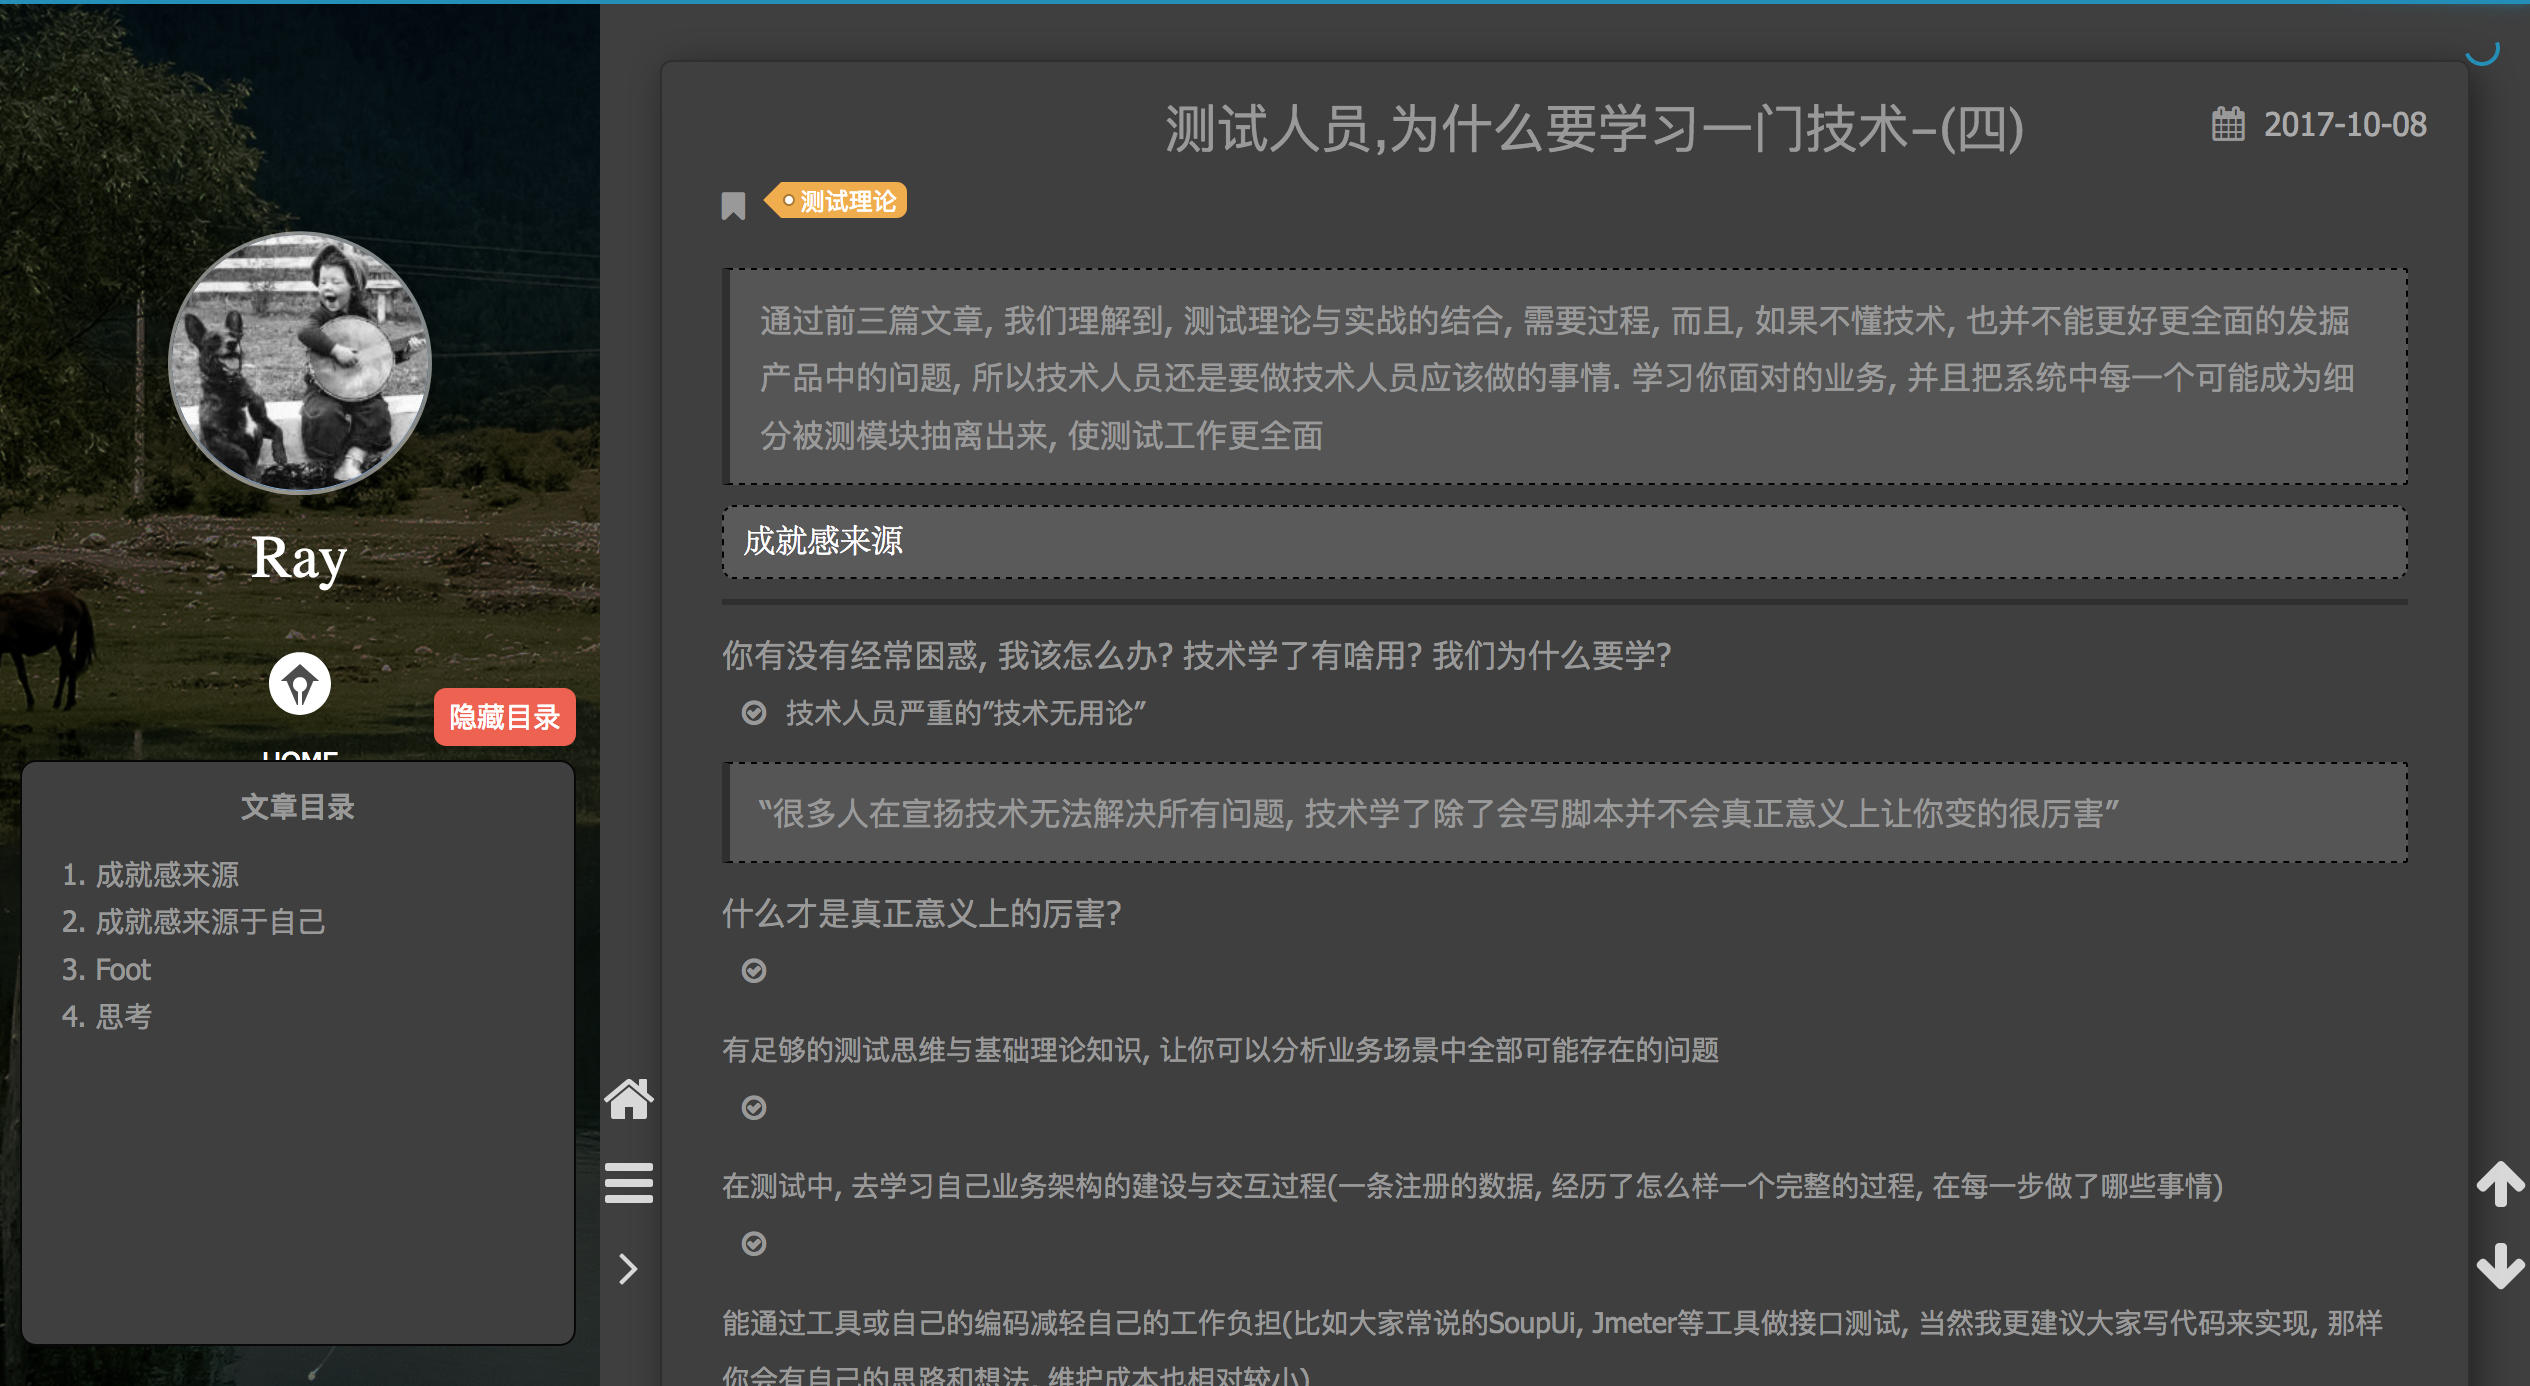 Ray
HOME
隐藏目录
文章目录
1. 成就感来源
2. 成就感来源于自己
3. Foot
4. 思考
测试人员,为什么要学习一门技术-(四)
2017-10-08
测试理论
通过前三篇文章, 我们理解到, 测试理论与实战的结合, 需要过程, 而且, 如果不懂技术, 也并不能更好更全面的发掘
产品中的问题, 所以技术人员还是要做技术人员应该做的事情. 学习你面对的业务, 并且把系统中每一个可能成为细
分被测模块抽离出来, 使测试工作更全面
成就感来源
你有没有经常困惑, 我该怎么办? 技术学了有啥用? 我们为什么要学?
技术人员严重的”技术无用论”
“很多人在宣扬技术无法解决所有问题, 技术学了除了会写脚本并不会真正意义上让你变的很厉害”
什么才是真正意义上的厉害?
有足够的测试思维与基础理论知识, 让你可以分析业务场景中全部可能存在的问题
在测试中, 去学习自己业务架构的建设与交互过程(一条注册的数据, 经历了怎么样一个完整的过程, 在每一步做了哪些事情)
能通过工具或自己的编码减轻自己的工作负担(比如大家常说的SoupUi, Jmeter等工具做接口测试, 当然我更建议大家写代码来实现, 那样
你会有自己的思路和想法, 维护成本也相对较小)